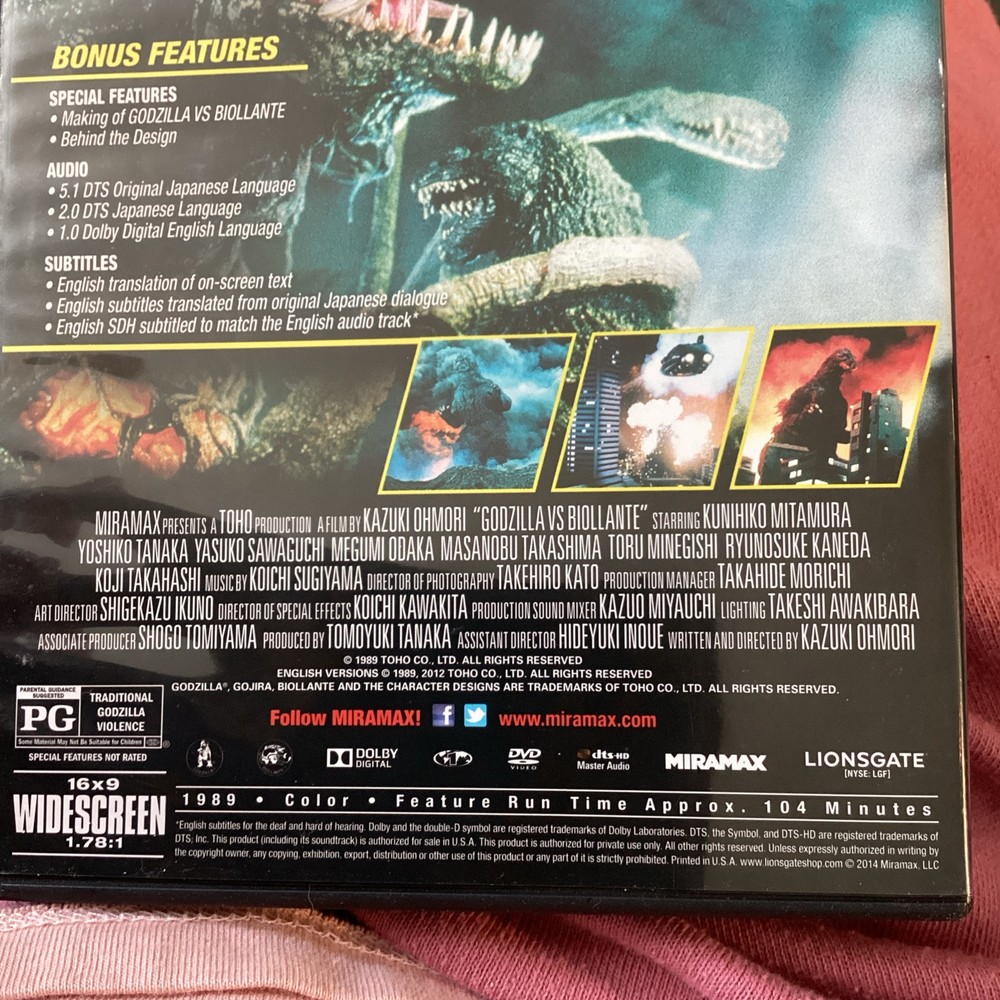 BONUS FEATURES
SPECIAL FEATURES
• Making of GODZILLA VS BIOLLANTE
• Behind the Design
AUDIO
• 5.1 DTS Original Japanese Language
• 2.0 DTS Japanese Language
• 1.0 Dolby Digital English Language
SUBTITLES
• English translation of on-screen text
• English subtitles translated from original Japanese dialogue
• English SDH subtitled to match the English audio track*
MIRAMAX PRESENTS A TOHO PRODUCTION A FILM BY KAZUKI OHMORI "GODZILLA VS BIOLLANTE" STARRING KUNIHIKO MITAMURA
YOSHIKO TANAKA YASUKO SAWAGUCHI MEGUMI ODAKA MASANOBU TAKASHIMA TORU MINEGISHI RYUNOSUKE KANEDA
KOJI TAKAHASHI MUSIC BY KOICHI SUGIYAMA DIRECTOR OF PHOTOGRAPHY TAKEHIRO KATO PRODUCTION MANAGER TAKAHIDE MORICHI
ART DIRECTOR SHIGEKAZU IKUNO DIRECTOR OF SPECIAL EFFECTS KOICHI KAWAKITA PRODUCTION SOUND MIXER KAZUO MIYAUCHI LIGHTING TAKESHI AWAKIBARA
ASSOCIATE PRODUCER SHOGO TOMIYAMA PRODUCED BY TOMOYUKI TANAKA ASSISTANT DIRECTOR HIDEYUKI INOUE WRITTEN AND DIRECTED BY KAZUKI OHMORI
© 1989 TOHO CO., LTD. ALL RIGHTS RESERVED
ENGLISH VERSIONS © 1989, 2012 TOHO CO., LTD. ALL RIGHTS RESERVED
GODZILLA®, GOJIRA, BIOLLANTE AND THE CHARACTER DESIGNS ARE TRADEMARKS OF TOHO CO., LTD. ALL RIGHTS RESERVED.
PARENTAL GUIDANCE SUGGESTED
PG
TRADITIONAL
GODZILLA
VIOLENCE
Some Material May Not Be Suitable for Children
SPECIAL FEATURES NOT RATED
Follow MIRAMAX! f www.miramax.com
DOLBY
DIGITAL
DVD
VIDEO
dts-HD
Master Audio
MIRAMAX
LIONSGATE
[NYSE: LGF]
16x9
WIDESCREEN
1.78:1
1989 • Color • Feature Run Time Approx. 104 Minutes
*English subtitles for the deaf and hard of hearing. Dolby and the double-D symbol are registered trademarks of Dolby Laboratories. DTS, the Symbol, and DTS-HD are registered trademarks of
DTS, Inc. This product (including its soundtrack) is authorized for sale in U.S.A. This product is authorized for private use only. All other rights reserved. Unless expressly authorized in writing by
the copyright owner, any copying, exhibition, export, distribution or other use of this product or any part of it is strictly prohibited. Printed in U.S.A. www.lionsgateshop.com © 2014 Miramax, LLC